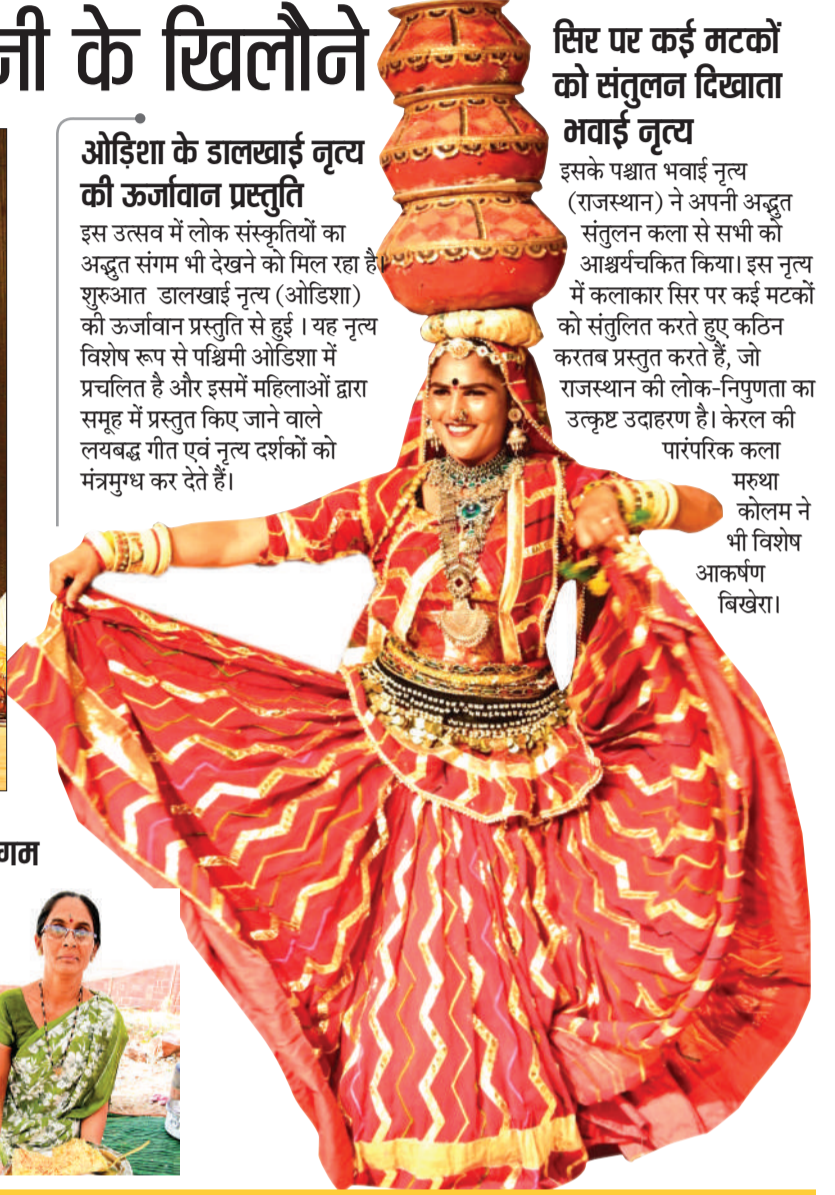 नी के खिलौने
ओड़िशा के डालखाई नृत्य
की ऊर्जावान प्रस्तुति
इस उत्सव में लोक संस्कृतियों का
अद्भुत संगम भी देखने को मिल रहा है।
शुरुआत डालखाई नृत्य (ओडिशा)
की ऊर्जावान प्रस्तुति से हुई । यह नृत्य
विशेष रूप से पश्चिमी ओडिशा में
प्रचलित है और इसमें महिलाओं द्वारा
समूह में प्रस्तुत किए जाने वाले
लयबद्ध गीत एवं नृत्य दर्शकों को
मंत्रमुग्ध कर देते हैं।
सिर पर कई मटकों
को संतुलन दिखाता
भवाई नृत्य
इसके पश्चात भवाई नृत्य
(राजस्थान) ने अपनी अद्भुत
संतुलन कला से सभी को
आश्चर्यचकित किया। इस नृत्य
में कलाकार सिर पर कई मटकों
को संतुलित करते हुए कठिन
करतब प्रस्तुत करते हैं, जो
राजस्थान की लोक-निपुणता का
उत्कृष्ट उदाहरण है। केरल की
पारंपरिक कला
मरुथा
कोलम ने
भी विशेष
आकर्षण
बिखेरा।
गम